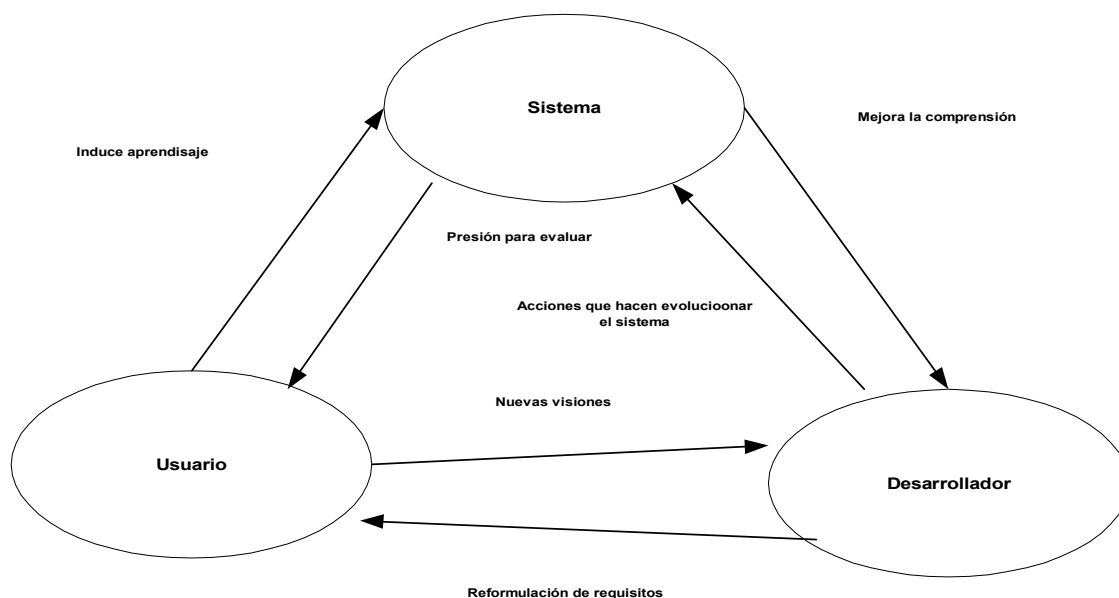 Sistema
Mejora la comprensión
Induce aprendisaje
Presión para evaluar
Acciones que hacen evolucioonar
el sistema
Nuevas visiones
Usuario
Desarrollador
Reformulación de requisitos